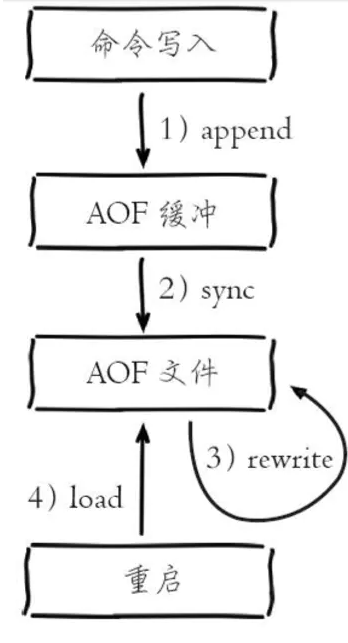 命令写入
1) append
AOF 缓冲
2) sync
AOF 文件
3) rewrite
4) load
重启